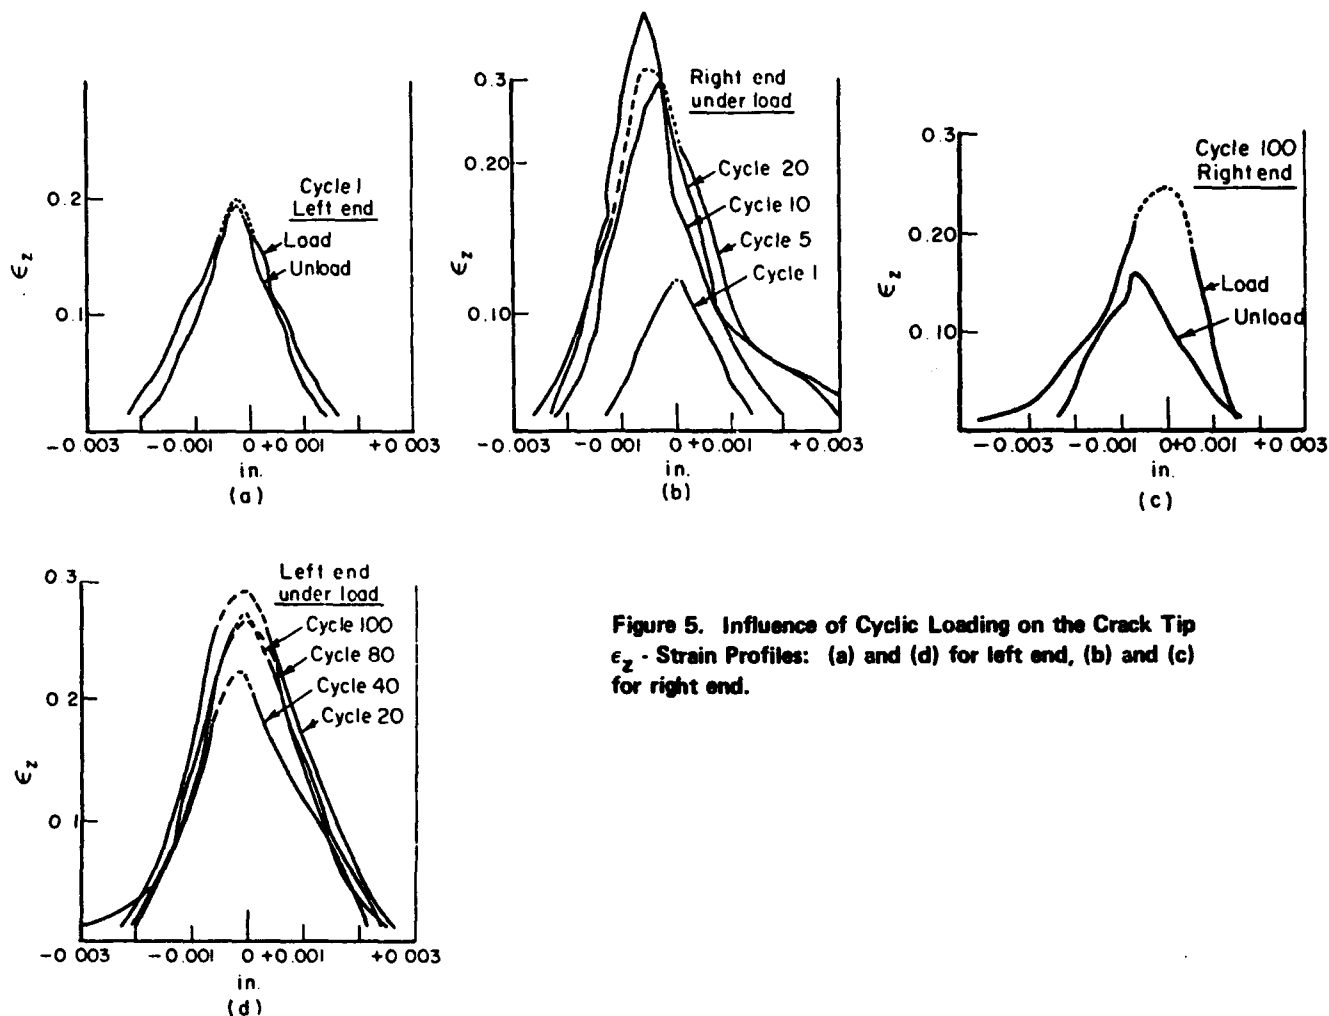 0.2
0.1
ϵz
Cycle 1
Left end
Load
Unload
-0.003 -0.001 0 +0.001 +0.003
in.
(a)
0.3
0.20
0.10
ϵz
Right end
under load
Cycle 20
Cycle 10
Cycle 5
Cycle 1
-0.003 -0.001 0 +0.001 +0.003
in.
(b)
0.3
0.20
0.10
ϵz
Cycle 100
Right end
Load
Unload
-0.003 -0.001 0+0.001 +0.003
in.
(c)
0 3
0 2
0 1
ϵz
Left end
under load
Cycle 100
Cycle 80
Cycle 40
Cycle 20
-0 003 -0 001 0 +0.001 +0 003
in.
(d)
Figure 5. Influence of Cyclic Loading on the Crack Tip
ϵz - Strain Profiles: (a) and (d) for left end, (b) and (c)
for right end.